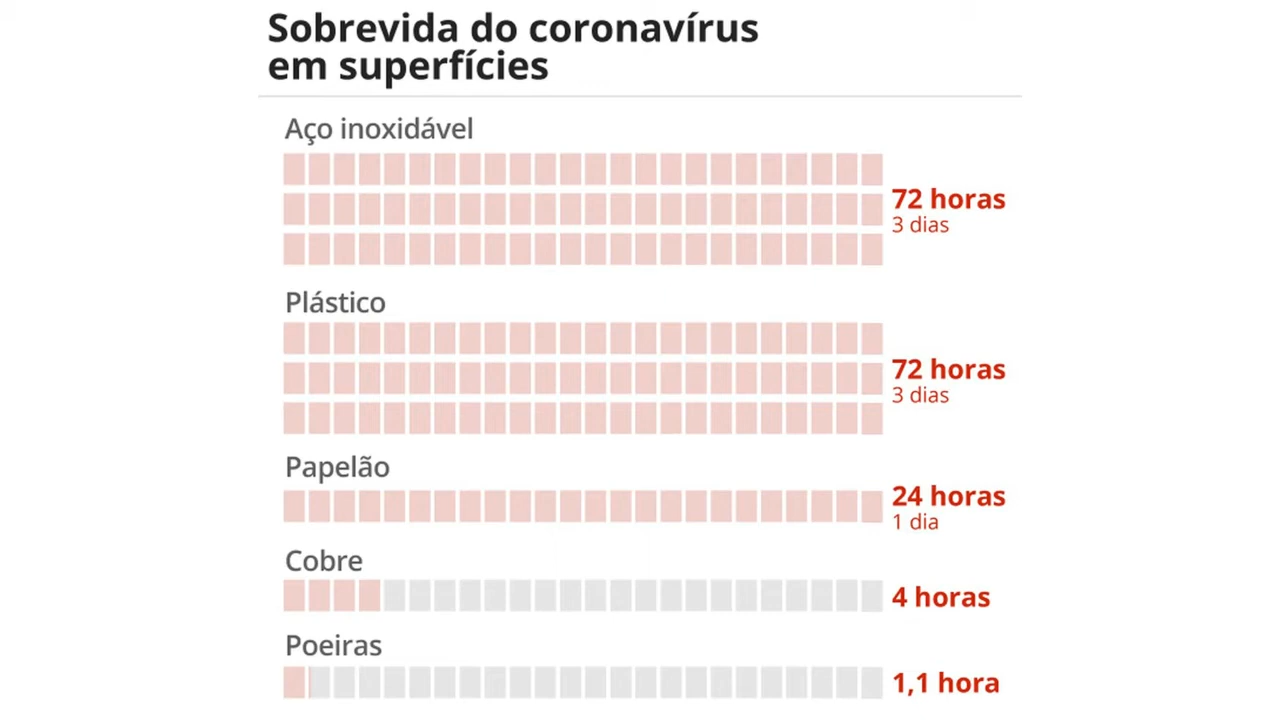 Sobrevida do coronavírus
em superfícies
Aço inoxidável
72 horas
3 dias
Plástico
72 horas
3 dias
Papelão
24 horas
1 dia
Cobre
4 horas
Poeiras
1,1 hora